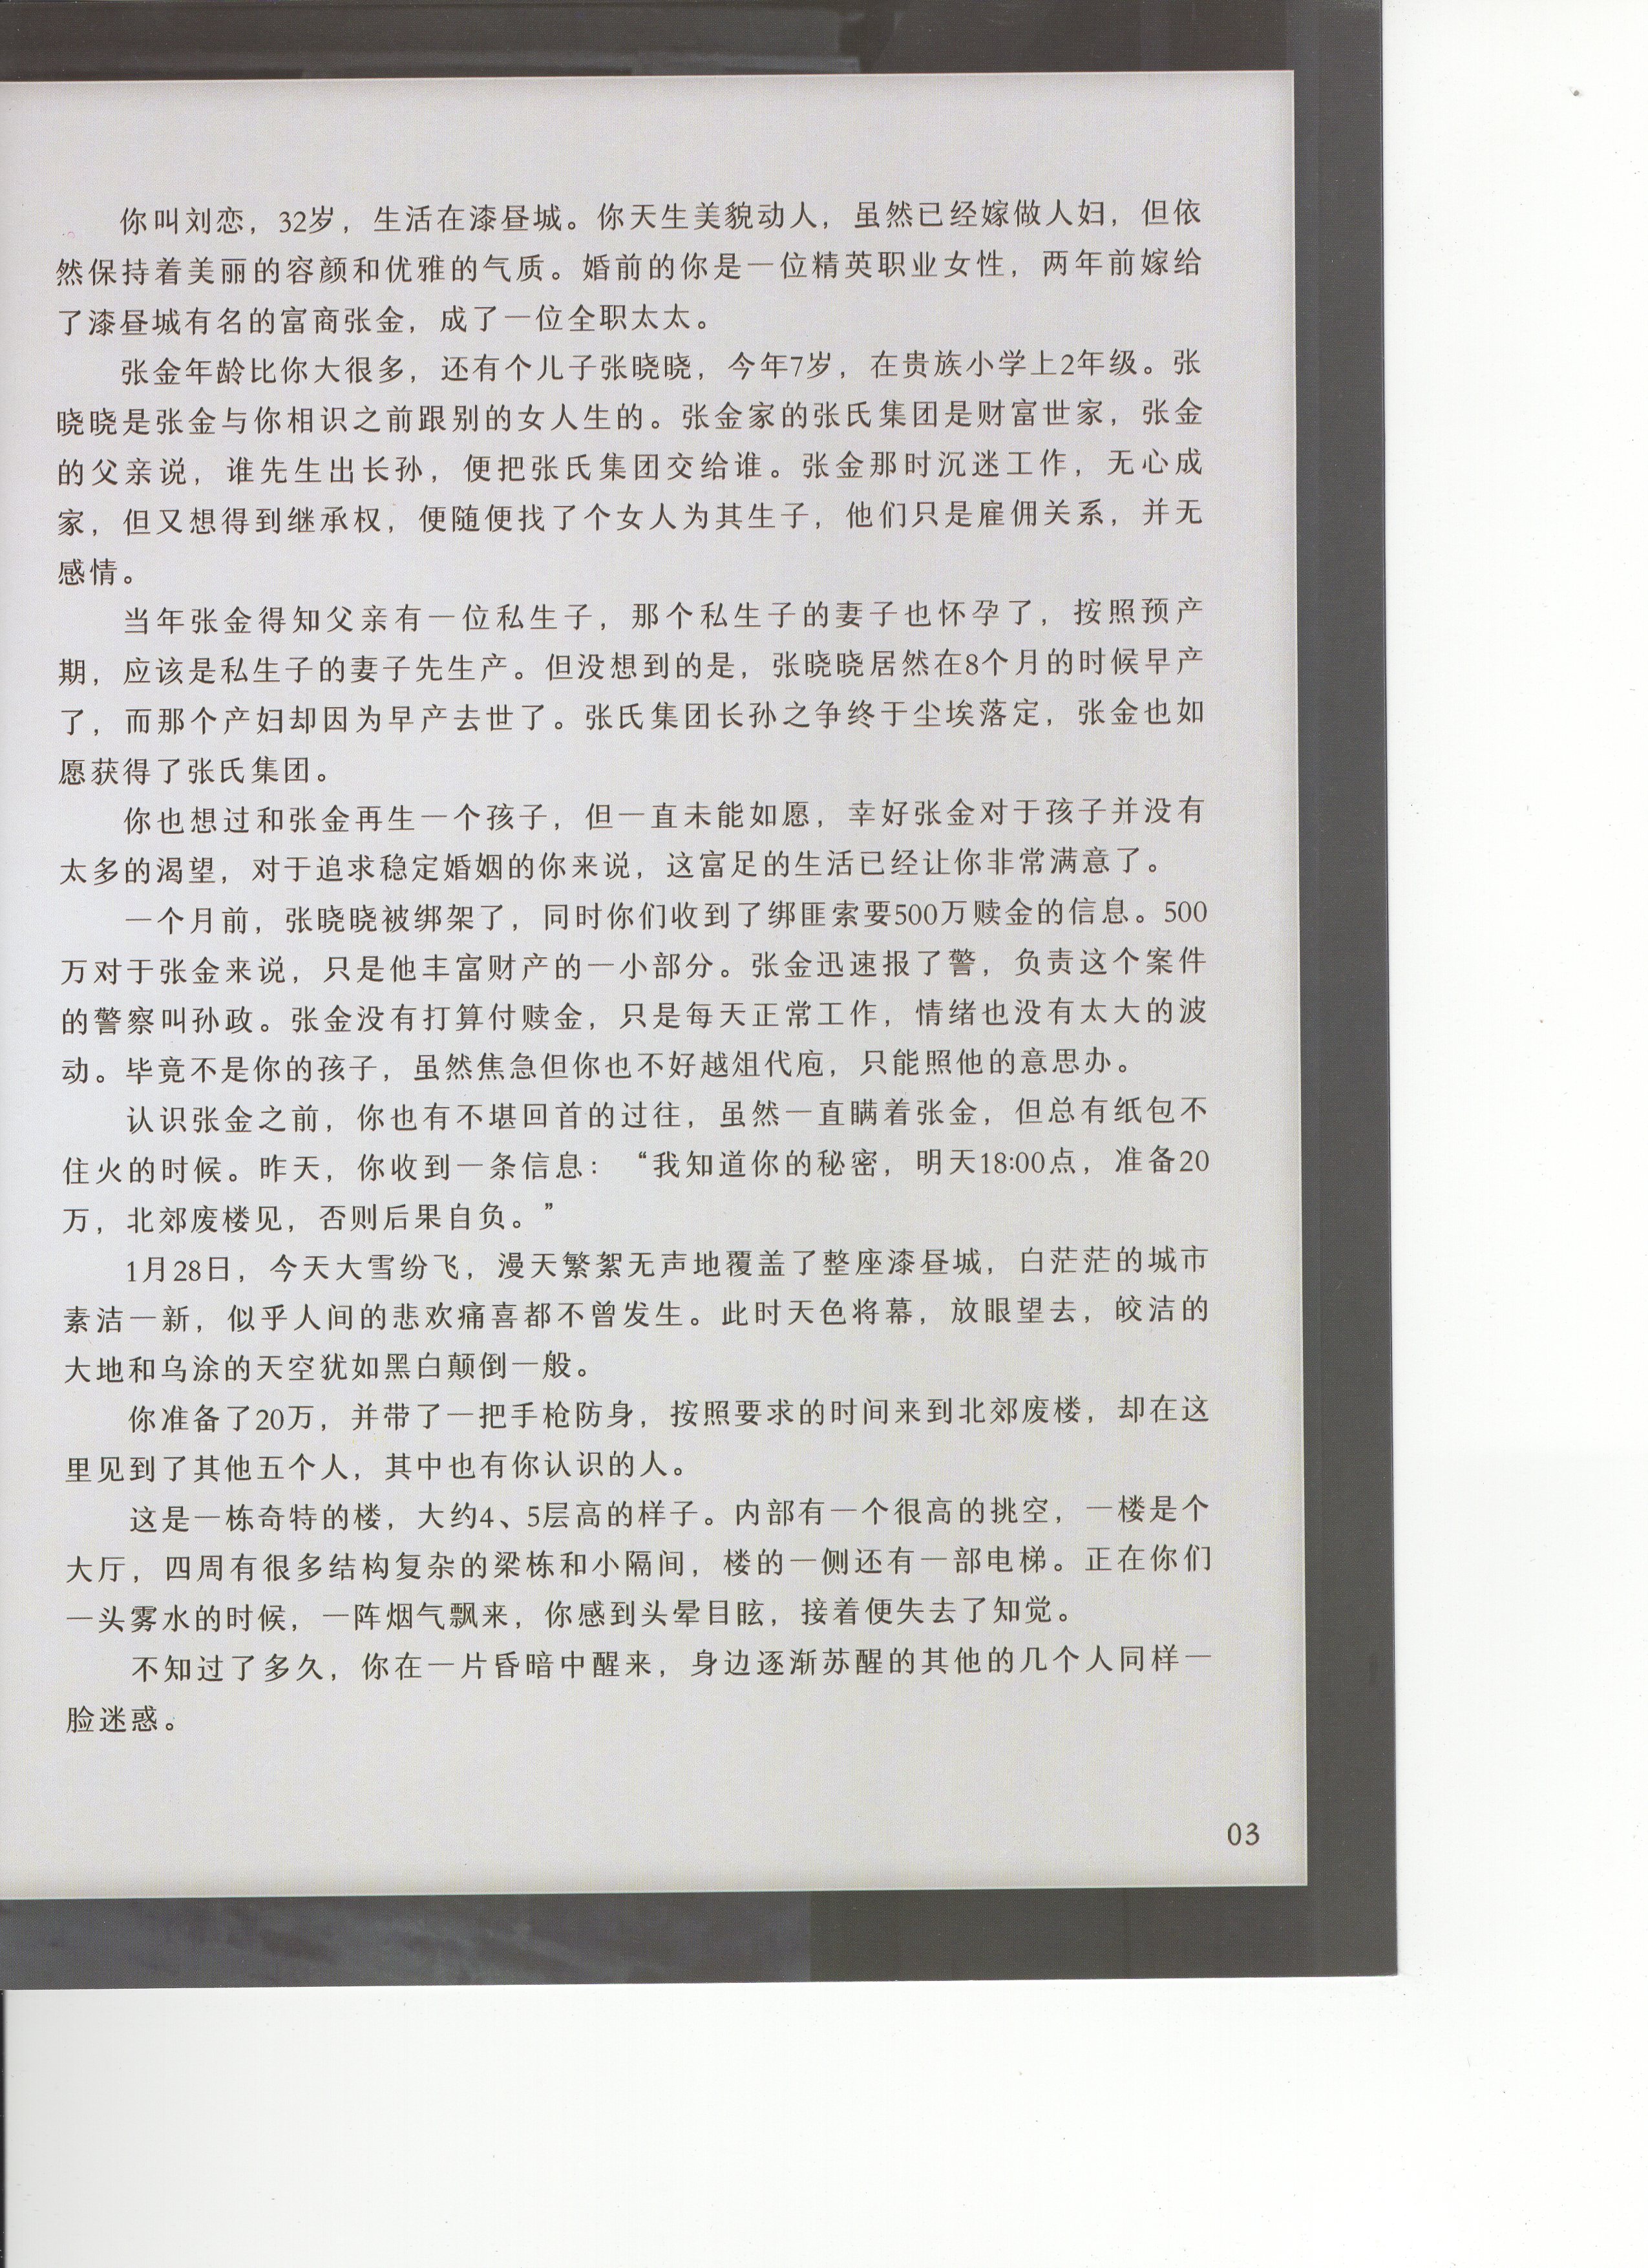 你叫刘恋，32岁，生活在漆昼城。你天生美貌动人，虽然已经嫁做人妇，但依
然保持着美丽的容颜和优雅的气质。婚前的你是一位精英职业女性，两年前嫁给
了漆昼城有名的富商张金，成了一位全职太太。
张金年龄比你大很多，还有个儿子张晓晓，今年7岁，在贵族小学上2年级。张
晓晓是张金与你相识之前跟别的女人生的。张金家的张氏集团是财富世家，张金
的父亲说，谁先生出长孙，便把张氏集团交给谁。张金那时沉迷工作，无心成
家，但又想得到继承权，便随便找了个女人为其生子，他们只是雇佣关系，并无
感情。
当年张金得知父亲有一位私生子，那个私生子的妻子也怀孕了，按照预产
期，应该是私生子的妻子先生产。但没想到的是，张晓晓居然在8个月的时候早产
了，而那个产妇却因为早产去世了。张氏集团长孙之争终于尘埃落定，张金也如
愿获得了张氏集团。
你也想过和张金再生一个孩子，但一直未能如愿，幸好张金对于孩子并没有
太多的渴望，对于追求稳定婚姻的你来说，这富足的生活已经让你非常满意了。
一个月前，张晓晓被绑架了，同时你们收到了绑匪索要500万赎金的信息。500
万对于张金来说，只是他丰富财产的一小部分。张金迅速报了警，负责这个案件
的警察叫孙政。张金没有打算付赎金，只是每天正常工作，情绪也没有太大的波
动。毕竟不是你的孩子，虽然焦急但你也不好越俎代庖，只能照他的意思办。
认识张金之前，你也有不堪回首的过往，虽然一直瞒着张金，但总有纸包不
住火的时候。昨天，你收到一条信息：“我知道你的秘密，明天18:00点，准备20
万，北郊废楼见，否则后果自负。”
1月28日，今天大雪纷飞，漫天繁絮无声地覆盖了整座漆昼城，白茫茫的城市
素洁一新，似乎人间的悲欢痛喜都不曾发生。此时天色将幕，放眼望去，皎洁的
大地和乌涂的天空犹如黑白颠倒一般。
你准备了20万，并带了一把手枪防身，按照要求的时间来到北郊废楼，却在这
里见到了其他五个人，其中也有你认识的人。
这是一栋奇特的楼，大约4、5层高的样子。内部有一个很高的挑空，一楼是个
大厅，四周有很多结构复杂的梁栋和小隔间，楼的一侧还有一部电梯。正在你们
一头雾水的时候，一阵烟气飘来，你感到头晕目眩，接着便失去了知觉。
不知过了多久，你在一片昏暗中醒来，身边逐渐苏醒的其他的几个人同样一
脸迷惑。
03